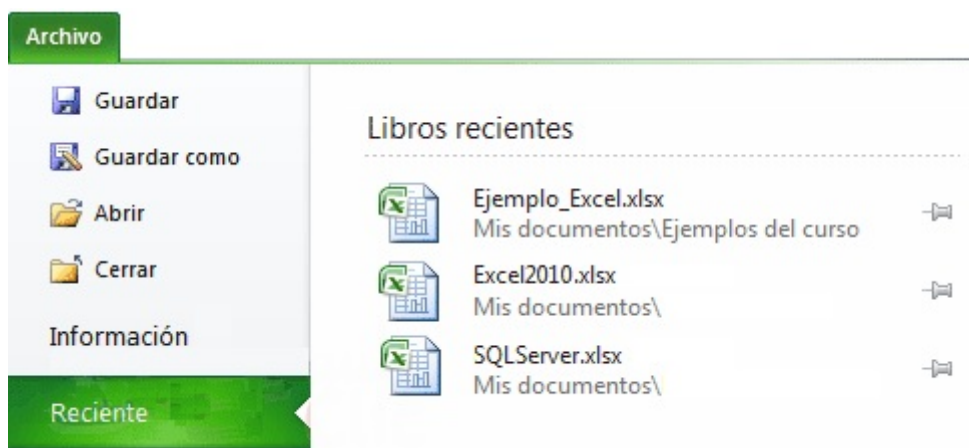 Archivo
Guardar
Guardar como
Abrir
Cerrar
Información
Reciente
Libros recientes
Ejemplo_Excel.xlsx
Mis documentos\Ejemplos del curso
Excel2010.xlsx
Mis documentos\
SQLServer.xlsx
Mis documentos\